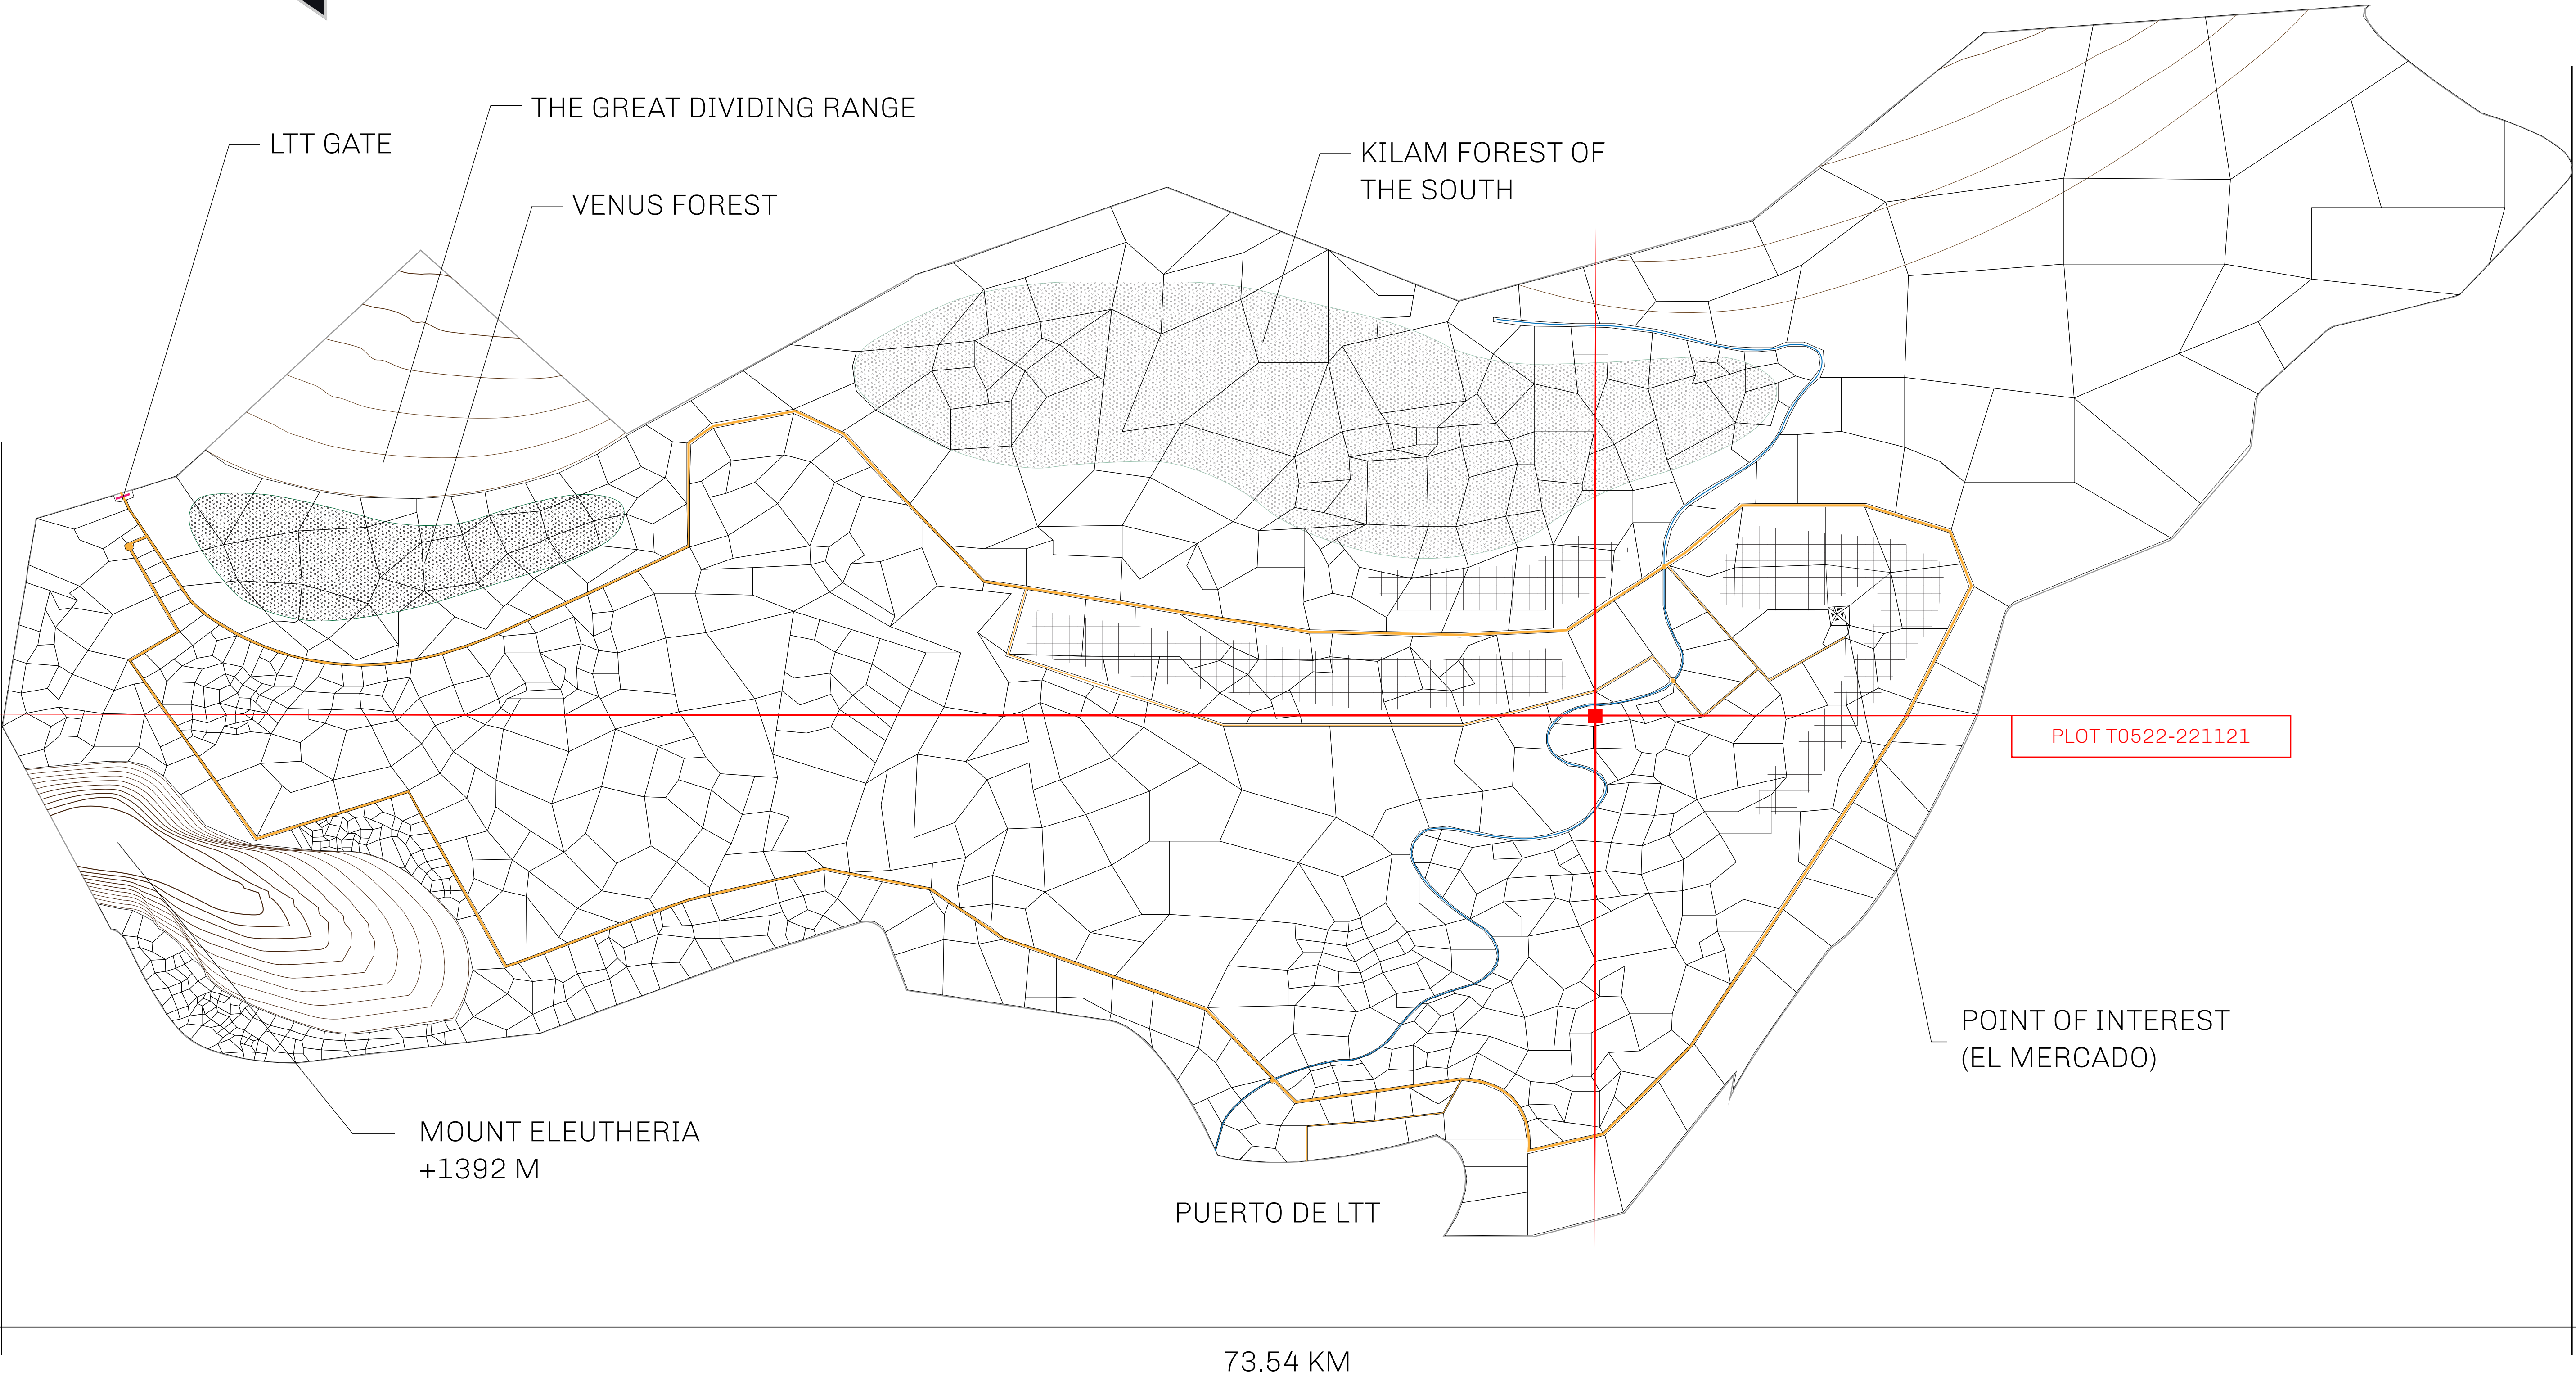 THE GREAT DIVIDING RANGE
LTT GATE
KILAM FOREST OF
THE SOUTH
VENUS FOREST
PLOT T0522-221121
POINT OF INTEREST
(EL MERCADO)
MOUNT ELEUTHERIA
+1392 M
PUERTO DE LTT
73.54 KM